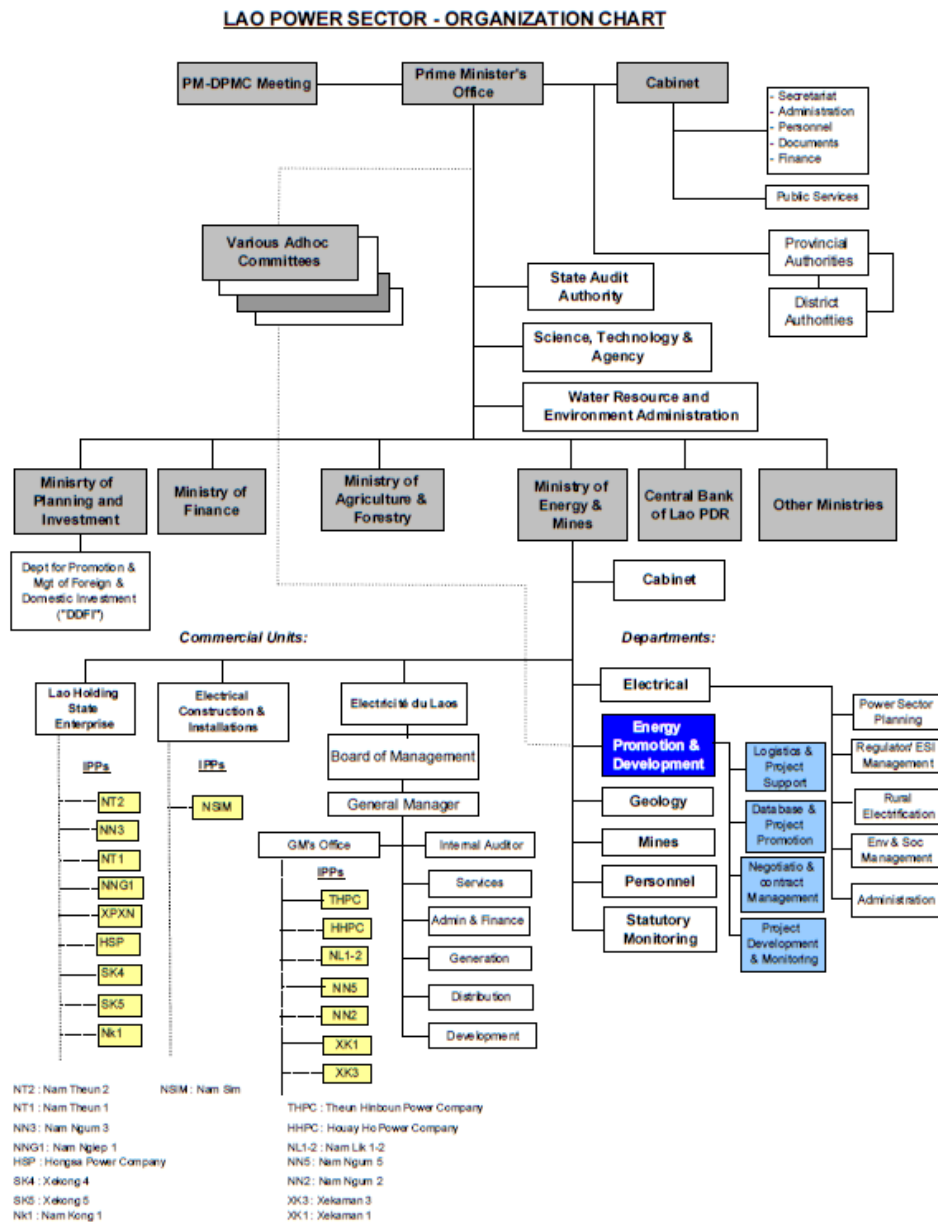 LAO POWER SECTOR - ORGANIZATION CHART
PM-DPMC Meeting
Prime Minister's
Office
Cabinet
- Secretariat
- Administration
- Personnel
- Documents
- Finance
Public Services
Various Adhoc
Committees
Provincial
Authorities
District
Authorities
State Audit
Authority
Science, Technology &
Agency
Water Resource and
Environment Administration
Minisrty of
Planning and
Investment
Ministry of
Finance
Ministry of
Agriculture &
Forestry
Ministry of
Energy &
Mines
Central Bank
of Lao PDR
Other Ministries
Dept for Promotion &
Mgt of Foreign &
Domestic Investment
("DDFI")
Cabinet
Commercial Units:
Departments:
Lao Holding
State
Enterprise
Electrical
Construction &
Installations
Electricité du Laos
Board of Management
General Manager
GM's Office
IPPs
NT2
NN3
NT1
NNG1
XPXN
HSP
SK4
SK5
Nk1
IPPs
NSIM
IPPs
THPC
HHPC
NL1-2
NN5
NN2
XK1
XK3
Internal Auditor
Services
Admin & Finance
Generation
Distribution
Development
Electrical
Energy
Promotion &
Development
Geology
Mines
Personnel
Statutory
Monitoring
Logistics &
Project
Support
Database &
Project
Promotion
Negotiatio &
contract
Management
Project
Development
& Monitoring
Power Sector
Planning
Regulator/ ESI
Management
Rural
Electrification
Env & Soc
Management
Administration
NT2 : Nam Theun 2
NT1 : Nam Theun 1
NN3 : Nam Ngum 3
NNG1 : Nam Ngiep 1
HSP : Hongsa Power Company
SK4 : Xekong 4
SK5 : Xekong 5
Nk1 : Nam Kong 1
NSIM : Nam Sim
THPC : Theun Hinboun Power Company
HHPC : Houay Ho Power Company
NL1-2 : Nam Lik 1-2
NN5 : Nam Ngum 5
NN2 : Nam Ngum 2
XK3 : Xekaman 3
XK1 : Xekaman 1